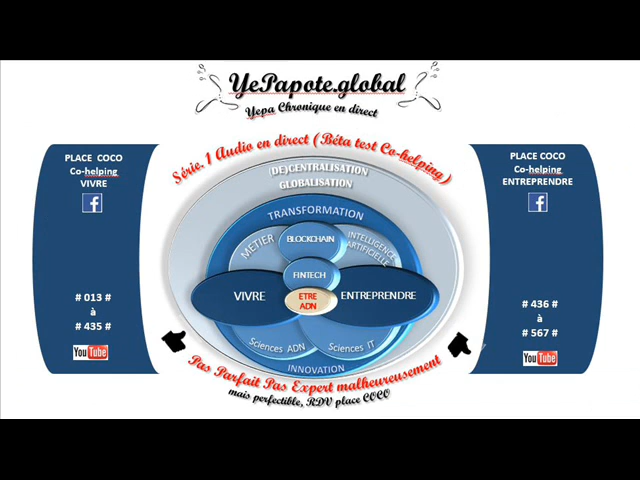 YePapote.global
Yepa Chronique en direct
Série, 1 Audio en direct (Béta test Co-helping)
PLACE COCO
Co-helping
VIVRE
# 013 #
à
# 435 #
YouTube
(DE)CENTRALISATION
GLOBALISATION
TRANSFORMATION
METIER
BLOCKCHAIN
INTELLIGENCE
ARTIFICIELLE
FINTECH
VIVRE
ETRE
ADN
ENTREPRENDRE
Sciences ADN
Sciences IT
INNOVATION
PLACE COCO
Co-helping
ENTREPRENDRE
# 436 #
à
# 567 #
YouTube
Pas Parfait Pas Expert malheureusement
mais perfectible, RDV place COCO